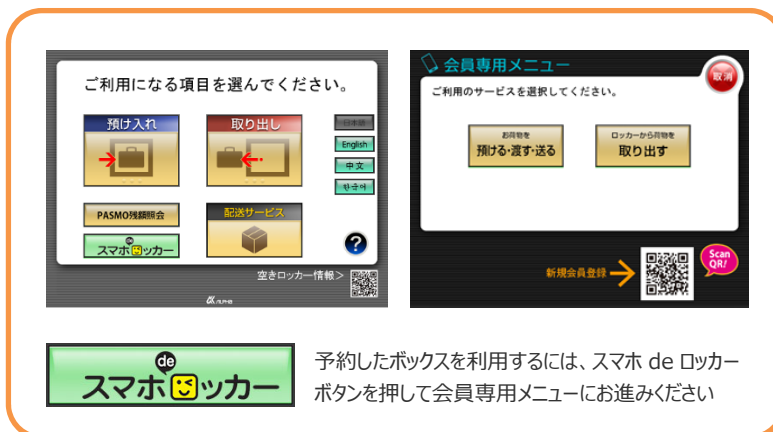 ご利用になる項目を選んでください。
預け入れ
取り出し
日本語
English
中文
한국어
PASMO残額照会
配送サービス
スマホdeロッカー
?
空きロッカー情報>
α ALPHA
会員専用メニュー
取消
ご利用のサービスを選択してください。
お荷物を
預ける・渡す・送る
ロッカーから荷物を
取り出す
新規会員登録
Scan
QR!
スマホdeロッカー
予約したボックスを利用するには、スマホ de ロッカー
ボタンを押して会員専用メニューにお進みください